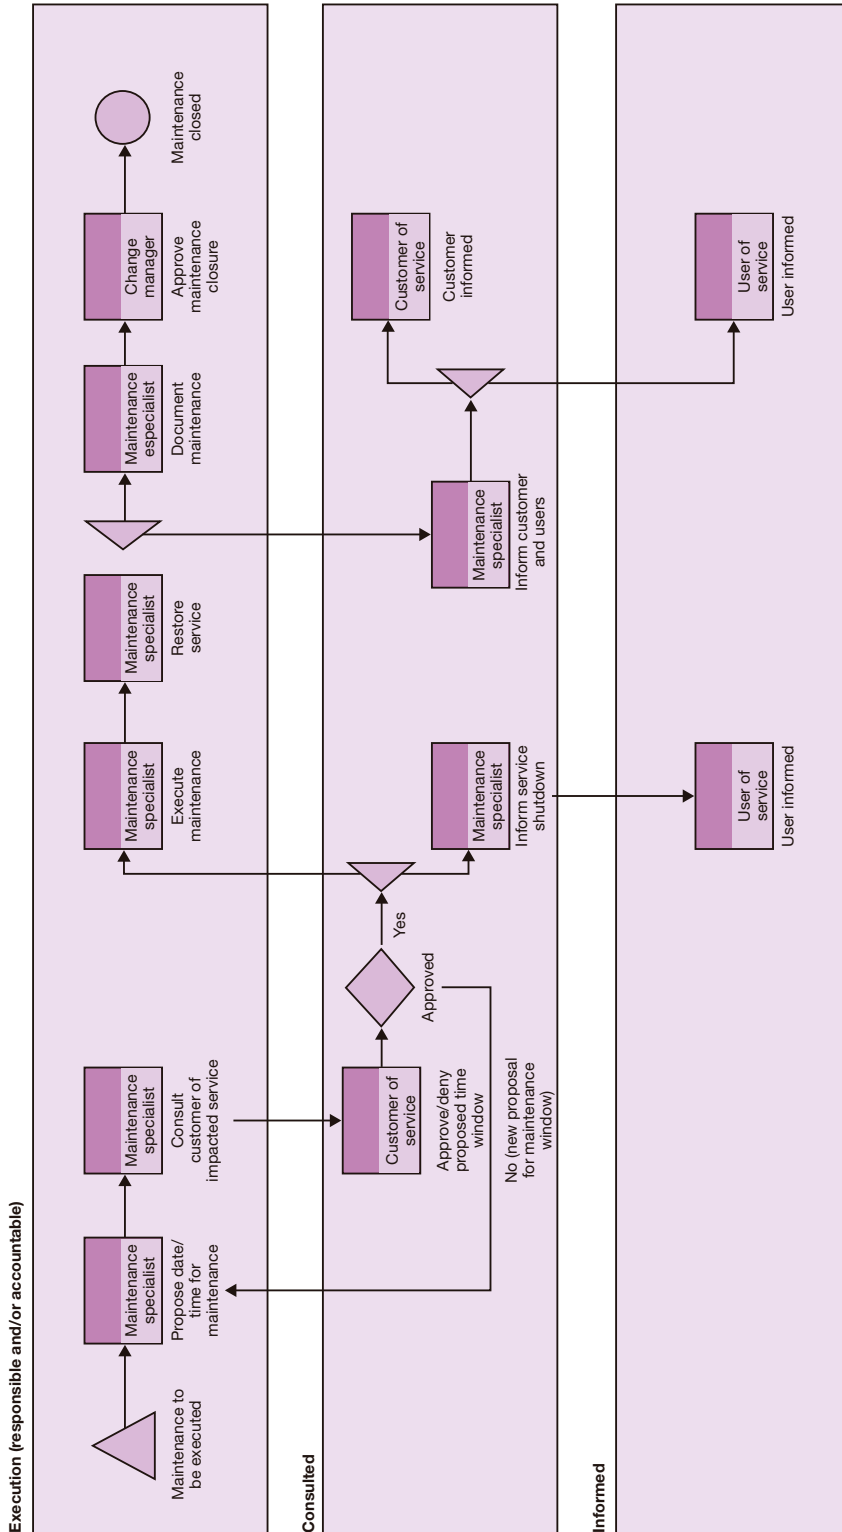 Execution (responsible and/or accountable)
Maintenance to
be executed
Maintenance
specialist
Propose date/
time for
maintenance
Maintenance
specialist
Consult
customer of
impacted service
Maintenance
specialist
Execute
maintenance
Maintenance
specialist
Restore
service
Maintenance
especialist
Document
maintenance
Change
manager
Approve
maintenance
closure
Maintenance
closed
Consulted
Customer of
service
Approve/deny
proposed time
window
No (new proposal
for maintenance
window)
Approved
Yes
Maintenance
specialist
Inform service
shutdown
Maintenance
specialist
Inform customer
and users
Customer of
service
Customer
informed
Informed
User of
service
User informed
User of
service
User informed